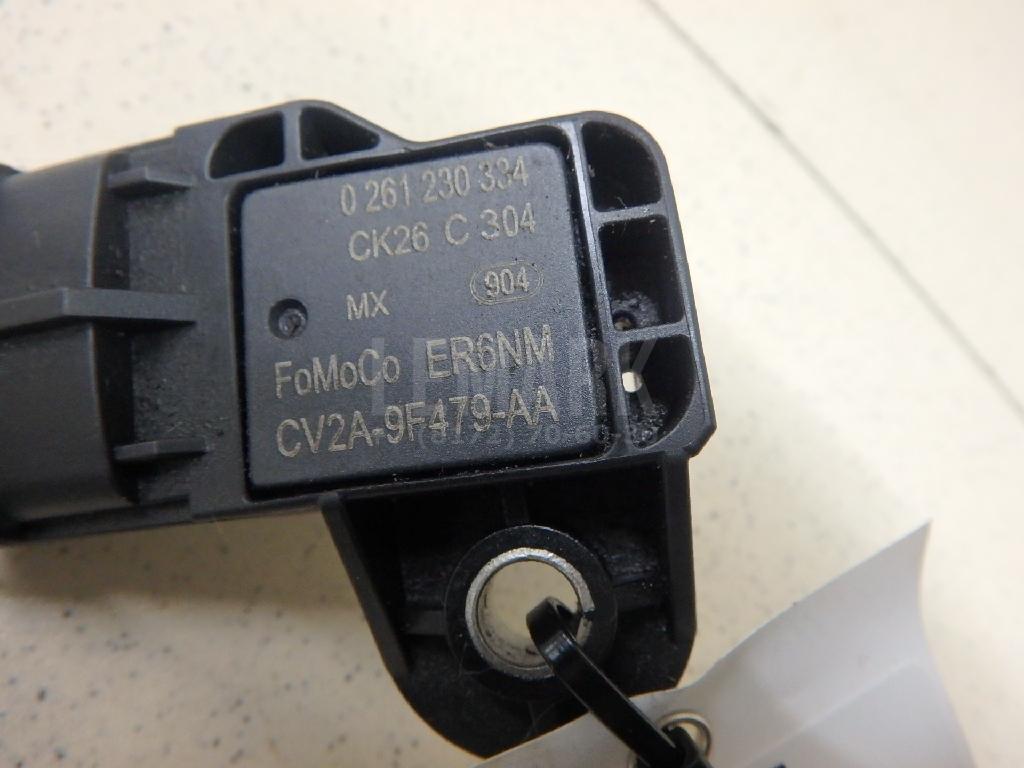 0 261 230 334
CK26 C 304
904
MX
FoMoCo ER6NM
CV2A-9F479-AA